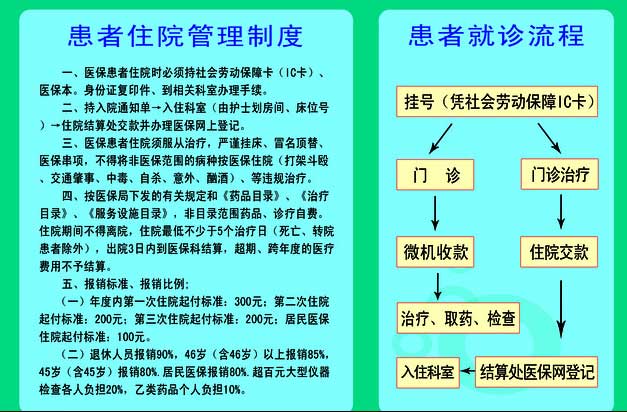 患者住院管理制度
一、医保患者住院时必须持社会劳动保障卡（IC卡）、
医保本。身份证复印件、到相关科室办理手续。
二、持入院通知单→入住科室（由护士划房间、床位号
）→住院结算处交款并办理医保网上登记。
三、医保患者住院须服从治疗，严谨挂床、冒名顶替、
医保串项，不得将非医保范围的病种按医保住院（打架斗殴
、交通肇事、中毒、自杀、意外、酗酒）、等违规治疗。
四、按医保局下发的有关规定和《药品目录》、《治疗
目录》、《服务设施目录》，非目录范围药品、诊疗自费。
住院期间不得离院，住院最低不少于5个治疗日（死亡、转院
患者除外），出院3日内到医保科结算，超期、跨年度的医疗
费用不予结算。
五、报销标准、报销比例；
（一）年度内第一次住院起付标准：300元；第二次住院
起付标准：200元；第三次住院起付标准：200元；居民医保
住院起付标准：100元。
（二）退休人员报销90%，46岁（含46岁）以上报销85%，
45岁（含45岁）报销80%.居民医保报销80%.超百元大型仪器
检查各人负担20%，乙类药品个人负担10%。
患者就诊流程
挂号（凭社会劳动保障IC卡）
门 诊
门诊治疗
微机收款
住院交款
治疗、取药、检查
入住科室
结算处医保网登记